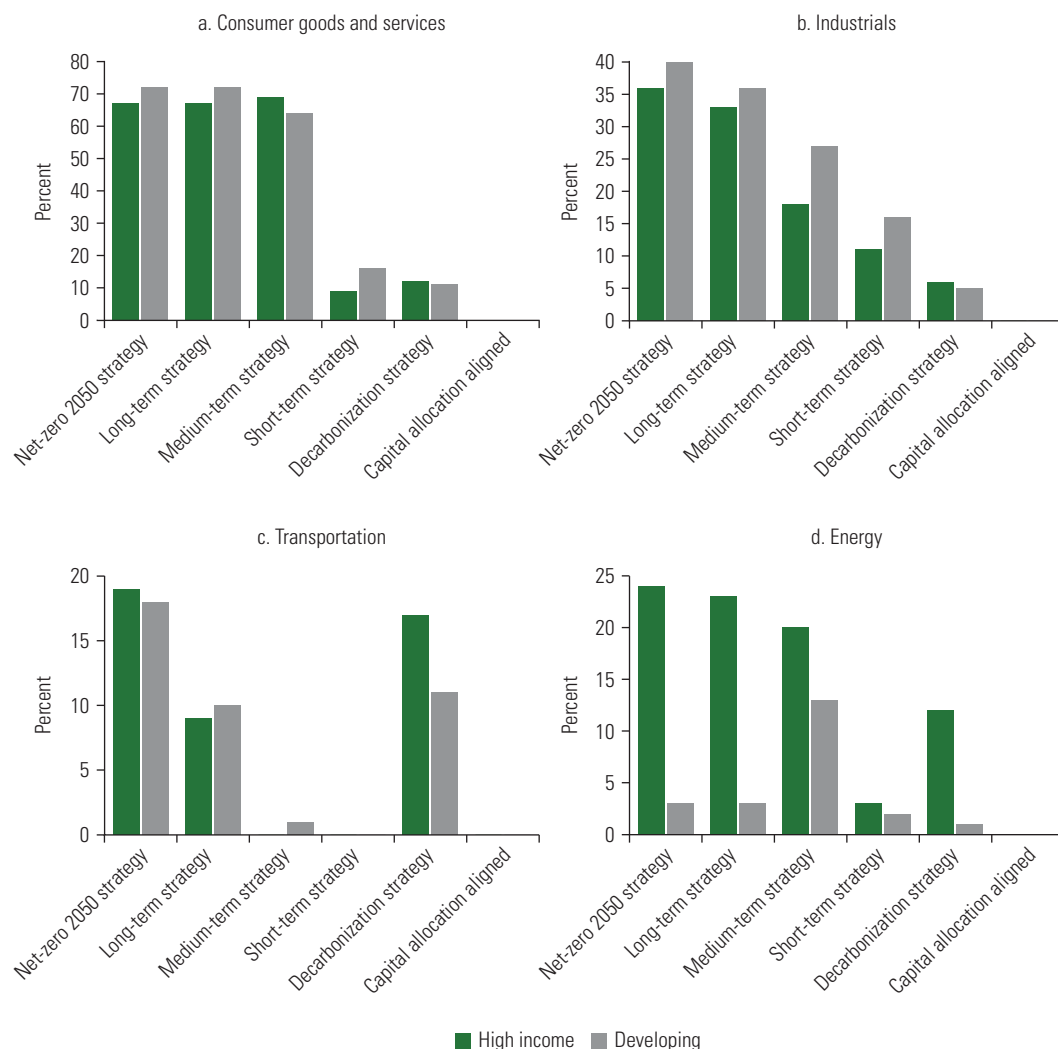 a. Consumer goods and services
Percent
80
70
60
50
40
30
20
10
0
Net-zero 2050 strategy
Long-term strategy
Medium-term strategy
Short-term strategy
Decarbonization strategy
Capital allocation aligned
b. Industrials
Percent
40
35
30
25
20
15
10
5
0
Net-zero 2050 strategy
Long-term strategy
Medium-term strategy
Short-term strategy
Decarbonization strategy
Capital allocation aligned
c. Transportation
Percent
20
15
10
5
0
Net-zero 2050 strategy
Long-term strategy
Medium-term strategy
Short-term strategy
Decarbonization strategy
Capital allocation aligned
d. Energy
Percent
25
20
15
10
5
0
Net-zero 2050 strategy
Long-term strategy
Medium-term strategy
Short-term strategy
Decarbonization strategy
Capital allocation aligned
High income Developing